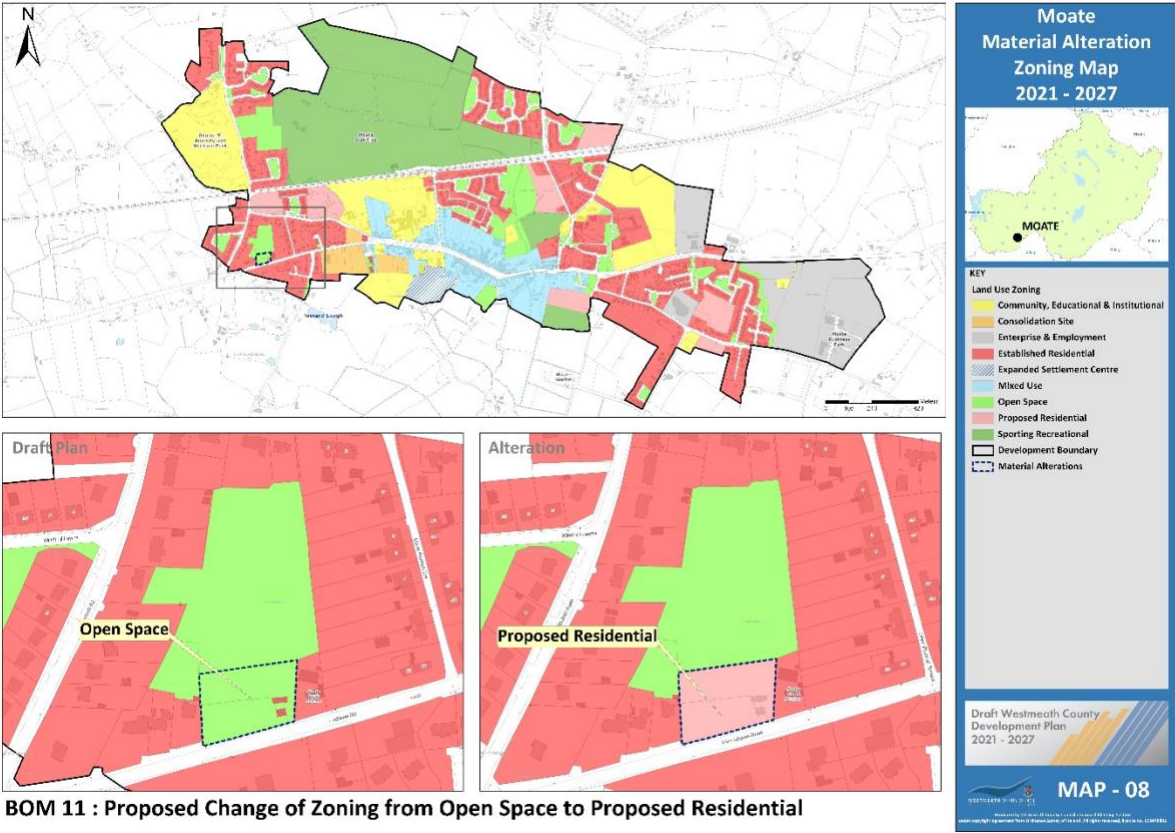 N
Moate
Material Alteration
Zoning Map
2021 - 2027
MOATE
KEY
Land Use Zoning
Community, Educational & Institutional
Consolidation Site
Enterprise & Employment
Established Residential
Expanded Settlement Centre
Mixed Use
Open Space
Proposed Residential
Sporting Recreational
Development Boundary
Material Alterations
Draft Plan
Open Space
Alteration
Proposed Residential
Draft Westmeath County
Development Plan
2021 - 2027
MAP - 08
BOM 11 : Proposed Change of Zoning from Open Space to Proposed Residential